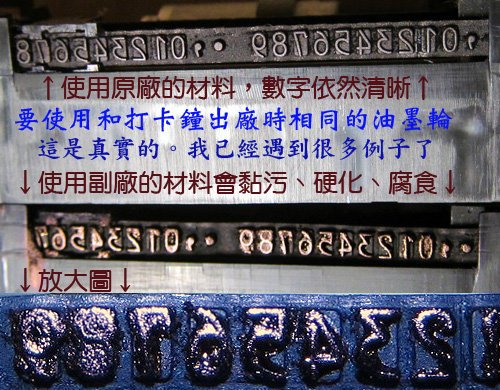 ↑使用原廠的材料，數字依然清晰↑
要使用和打卡鐘出廠時相同的油墨輪
這是真實的。我已經遇到很多例子了
↓使用副廠的材料會黏污、硬化、腐食↓
↓放大圖↓
98765432